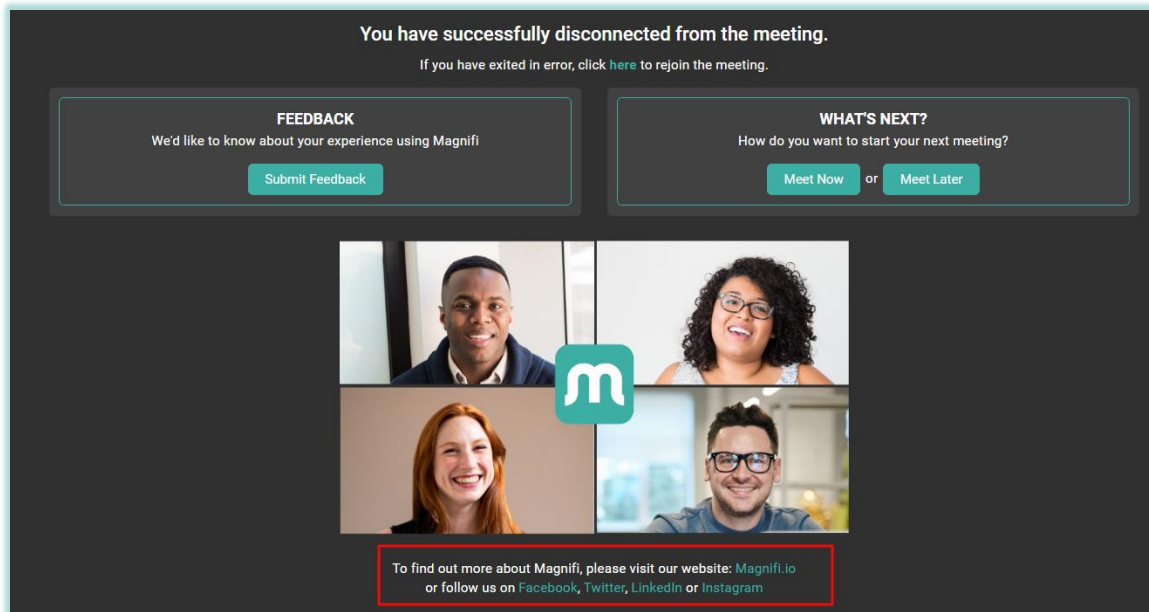 You have successfully disconnected from the meeting.
If you have exited in error, click here to rejoin the meeting.
FEEDBACK
We'd like to know about your experience using Magnifi
Submit Feedback
WHAT'S NEXT?
How do you want to start your next meeting?
Meet Now or Meet Later
m
To find out more about Magnifi, please visit our website: Magnifi.io
or follow us on Facebook, Twitter, LinkedIn or Instagram